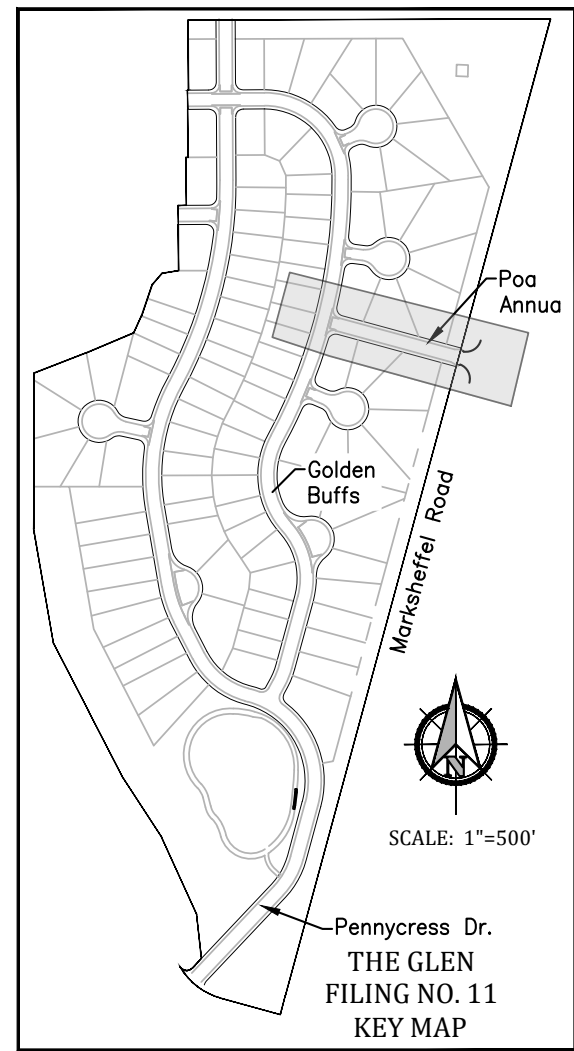 Poa
Annua
Golden
Buffs
Marksheffel Road
N
SCALE: 1"=500'
Pennycress Dr.
THE GLEN
FILING NO. 11
KEY MAP